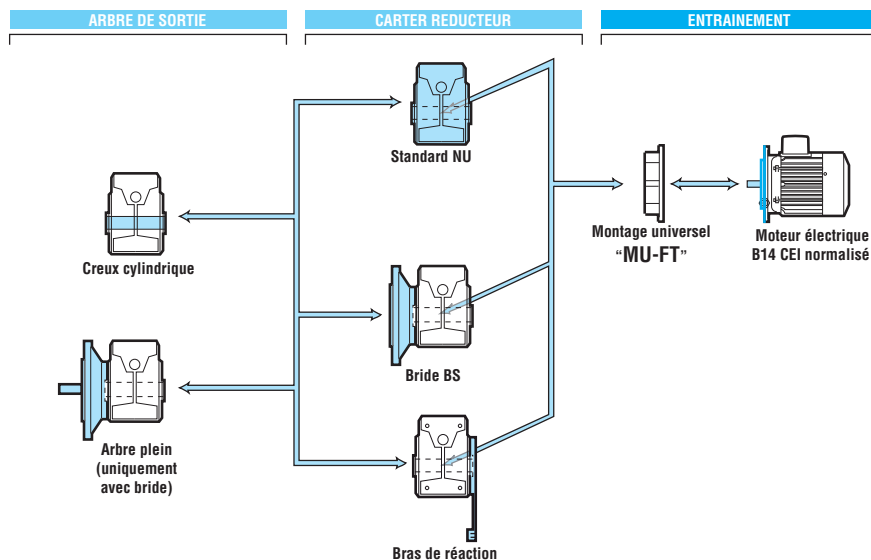 ARBRE DE SORTIE
CARTER REDUCTEUR
ENTRAINEMENT
Standard NU
Creux cylindrique
Montage universel
“MU-FT”
Moteur électrique
B14 CEI normalisé
Bride BS
Arbre plein
(uniquement
avec bride)
Bras de réaction